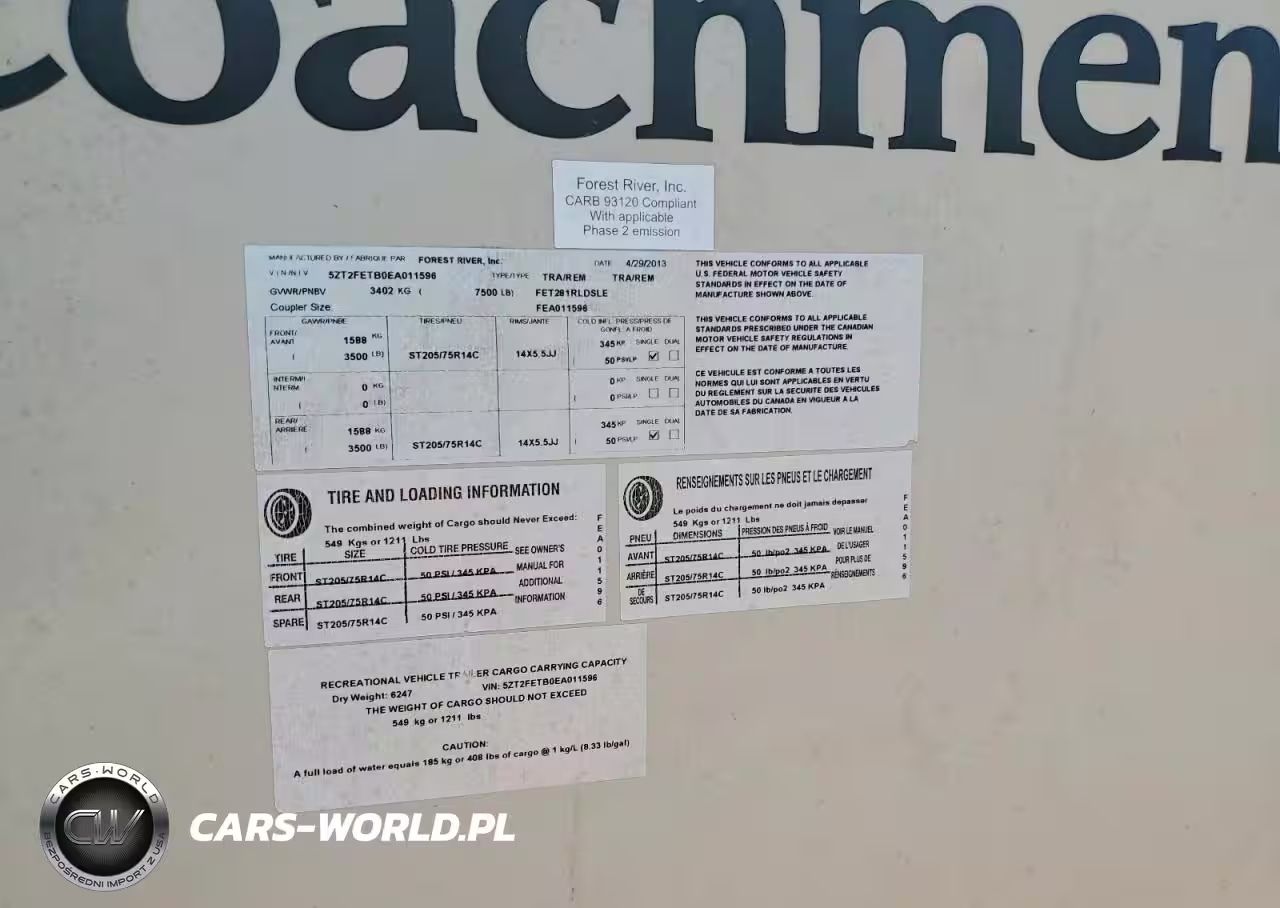 Coachmen
Forest River, Inc.
CARB 93120 Compliant
With applicable
Phase 2 emission
MANUFACTURED BY / FABRIQUE PAR FOREST RIVER, Inc. DATE 4/29/2013
V I N /N I V 5ZT2FETB0EA011596 TYPE/TYPE TRA/REM TRA/REM
GVWR/PNBV 3402 KG ( 7500 LB) FET281RLDSLE
Coupler Size: FEA011596
GAWR/PNBE TIRES/PNEU RIMS/JANTE COLD INFL. PRESS/PRESS DE
GONFL. A FROID
FRONT/
AVANT 1588 KG 345 KP SINGLE DUAL
( 3500 LB) ST205/75R14C 14X5.5JJ ( 50 PSI/LP
INTERM/I
NTERM 0 KG 0 KP SINGLE DUAL
( 0 LB) ( 0 PSI/LP
REAR/
ARRIÈRE 1588 KG 345 KP SINGLE DUAL
( 3500 LB) ST205/75R14C 14X5.5JJ ( 50 PSI/LP
THIS VEHICLE CONFORMS TO ALL APPLICABLE
U.S. FEDERAL MOTOR VEHICLE SAFETY
STANDARDS IN EFFECT ON THE DATE OF
MANUFACTURE SHOWN ABOVE.
THIS VEHICLE CONFORMS TO ALL APPLICABLE
STANDARDS PRESCRIBED UNDER THE CANADIAN
MOTOR VEHICLE SAFETY REGULATIONS IN
EFFECT ON THE DATE OF MANUFACTURE.
CE VEHICULE EST CONFORME A TOUTES LES
NORMES QUI LUI SONT APPLICABLES EN VERTU
DU REGLEMENT SUR LA SECURITE DES VEHICULES
AUTOMOBILES DU CANADA EN VIGUEUR A LA
DATE DE SA FABRICATION.
TIRE AND LOADING INFORMATION
The combined weight of Cargo should Never Exceed:
549 Kgs or 1211 Lbs
TIRE SIZE COLD TIRE PRESSURE SEE OWNER'S
FRONT ST205/75R14C 50 PSI / 345 KPA MANUAL FOR
ADDITIONAL
REAR ST205/75R14C 50 PSI / 345 KPA INFORMATION
SPARE ST205/75R14C 50 PSI / 345 KPA
FEA011596
RENSEIGNEMENTS SUR LES PNEUS ET LE CHARGEMENT
Le poids du chargement ne doit jamais depasser
549 Kgs or 1211 Lbs
PNEU DIMENSIONS PRESSION DES PNEUS À FROID VOIR LE MANUEL
AVANT ST205/75R14C 50 lb/po2 345 KPA DE L'USAGER
POUR PLUS DE
ARRIÈRE ST205/75R14C 50 lb/po2 345 KPA RENSEIGNEMENTS
DE
SECOURS ST205/75R14C 50 lb/po2 345 KPA
FEA011596
RECREATIONAL VEHICLE TRAILER CARGO CARRYING CAPACITY
Dry Weight: 6247 VIN: 5ZT2FETB0EA011596
THE WEIGHT OF CARGO SHOULD NOT EXCEED
549 kg or 1211 lbs
CAUTION:
A full load of water equals 185 kg or 408 lbs of cargo @ 1 kg/L (8.33 lb/gal)
CARS-WORLD
CW
BEZPOŚREDNI IMPORT Z USA
CARS-WORLD.PL